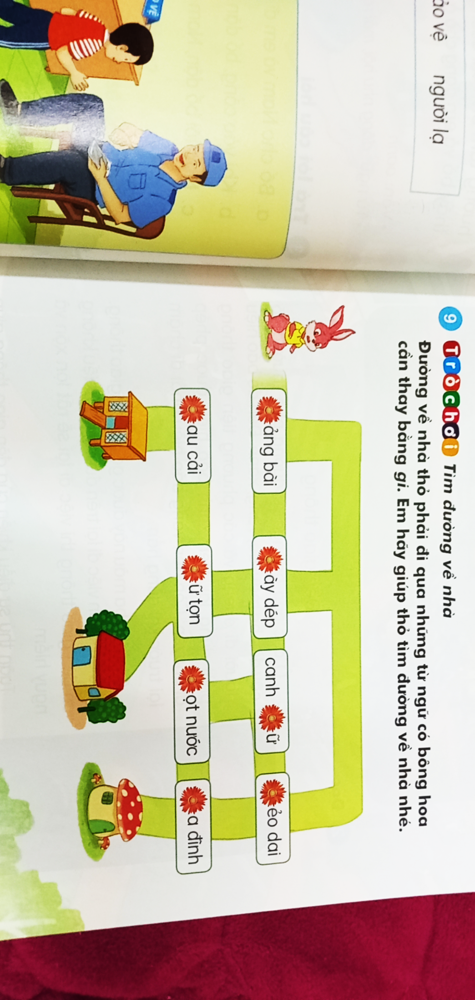 ảo vệ người lạ
VỆ
9 Trò chơi Tìm đường về nhà
Đường về nhà thỏ phải đi qua những từ ngữ có bông hoa
cần thay bằng gi. Em hãy giúp thỏ tìm đường về nhà nhé.
ảng bài
ày dép
canh ữ
ẻo dai
au cải
ữ tợn
ọt nước
a đình